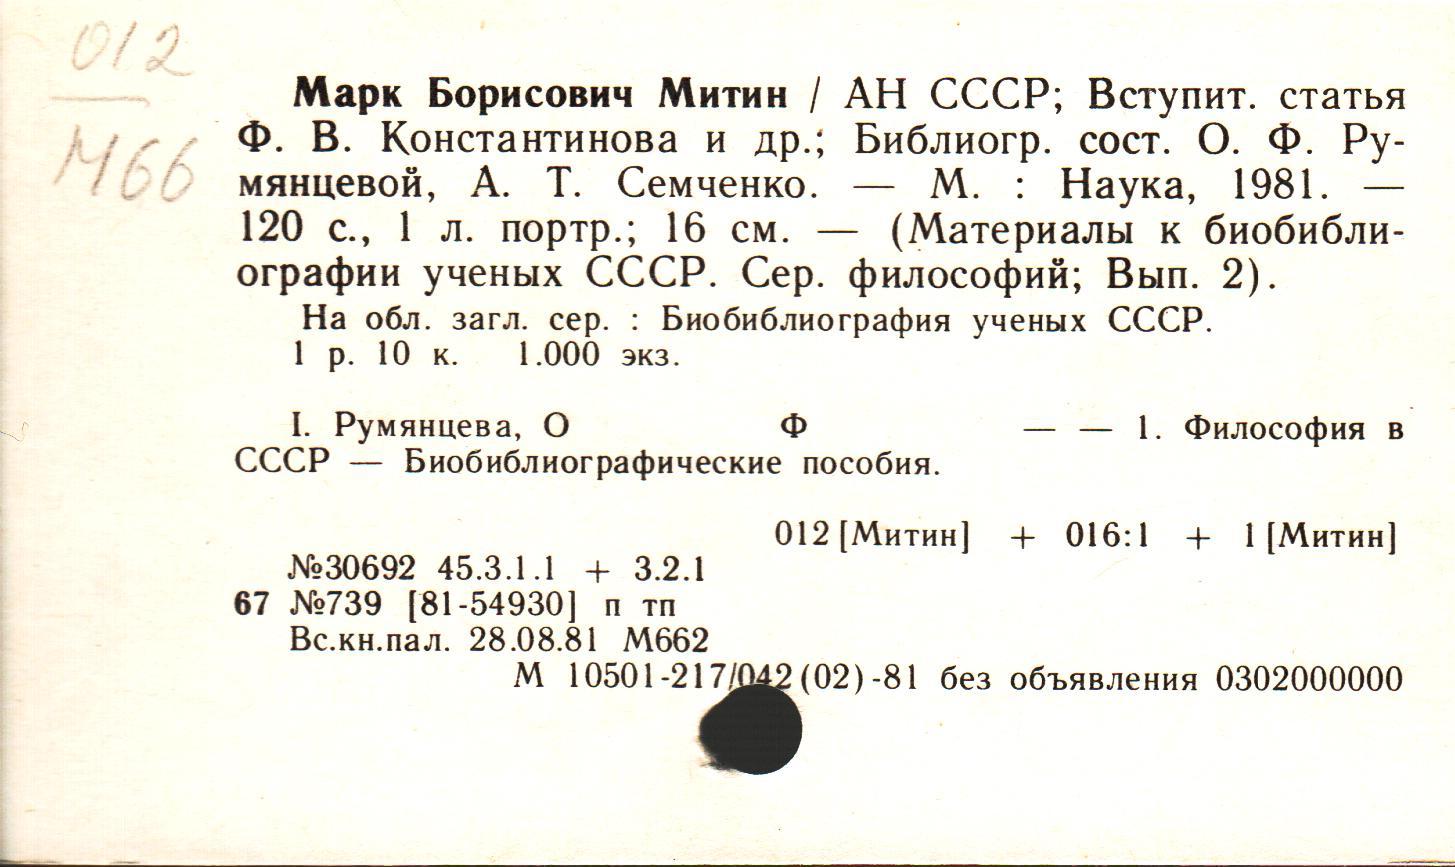 012
М66
Марк Борисович Митин / АН СССР; Вступит. статья
Ф. В. Константинова и др.; Библиогр. сост. О. Ф. Ру-
мянцевой, А. Т. Семченко. — М. : Наука, 1981. —
120 с., 1 л. портр.; 16 см. — (Материалы к биобибли-
ографии ученых СССР. Сер. философий; Вып. 2).
На обл. загл. сер. : Биобиблиография ученых СССР.
1 р. 10 к. 1.000 экз.
I. Румянцева, О Ф — — 1. Философия в
СССР — Биобиблиографические пособия.
012 [Митин] + 016:1 + 1 [Митин]
№30692 45.3.1.1 + 3.2.1
67 №739 [81-54930] п тп
Вс.кн.пал. 28.08.81 М662
М 10501-217/042(02)-81 без объявления 0302000000